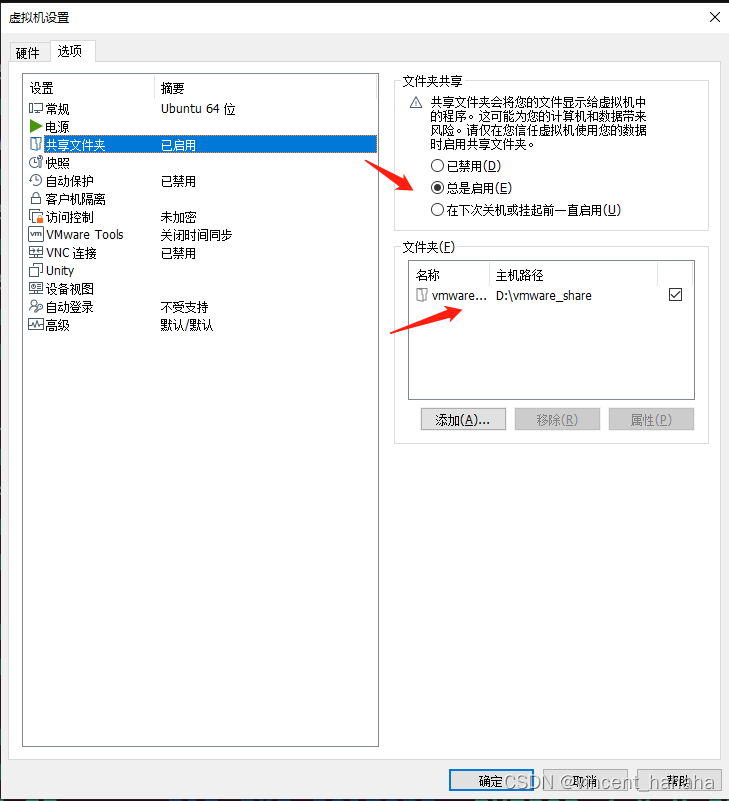 虚拟机设置
硬件 选项
设置 摘要
常规 Ubuntu 64 位
电源
共享文件夹 已启用
快照
自动保护 已禁用
客户机隔离
访问控制 未加密
VMware Tools 关闭时间同步
VNC 连接 已禁用
Unity
设备视图
自动登录 不受支持
高级 默认/默认
文件夹共享
共享文件夹会将您的文件显示给虚拟机中
的程序。这可能为您的计算机和数据带来
风险。请仅在您信任虚拟机使用您的数据
时启用共享文件夹。
已禁用(D)
总是启用(E)
在下次关机或挂起前一直启用(U)
文件夹(F)
名称 主机路径
vmware... D:\vmware_share
添加(A)... 移除(R) 属性(P)
确定 取消 帮助
CSDN @vincent_hahaha